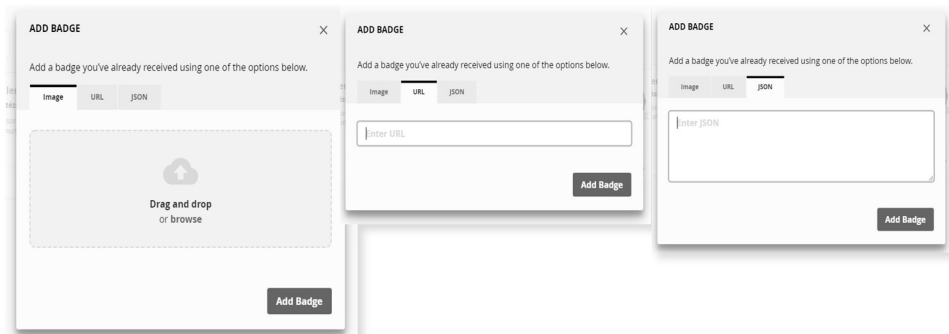 ADD BADGE
Add a badge you've already received using one of the options below.
Image URL JSON
Drag and drop
or browse
Add Badge
ADD BADGE
Add a badge you've already received using one of the options below.
Image URL JSON
Enter URL
Add Badge
ADD BADGE
Add a badge you've already received using one of the options below.
Image URL JSON
Enter JSON
Add Badge